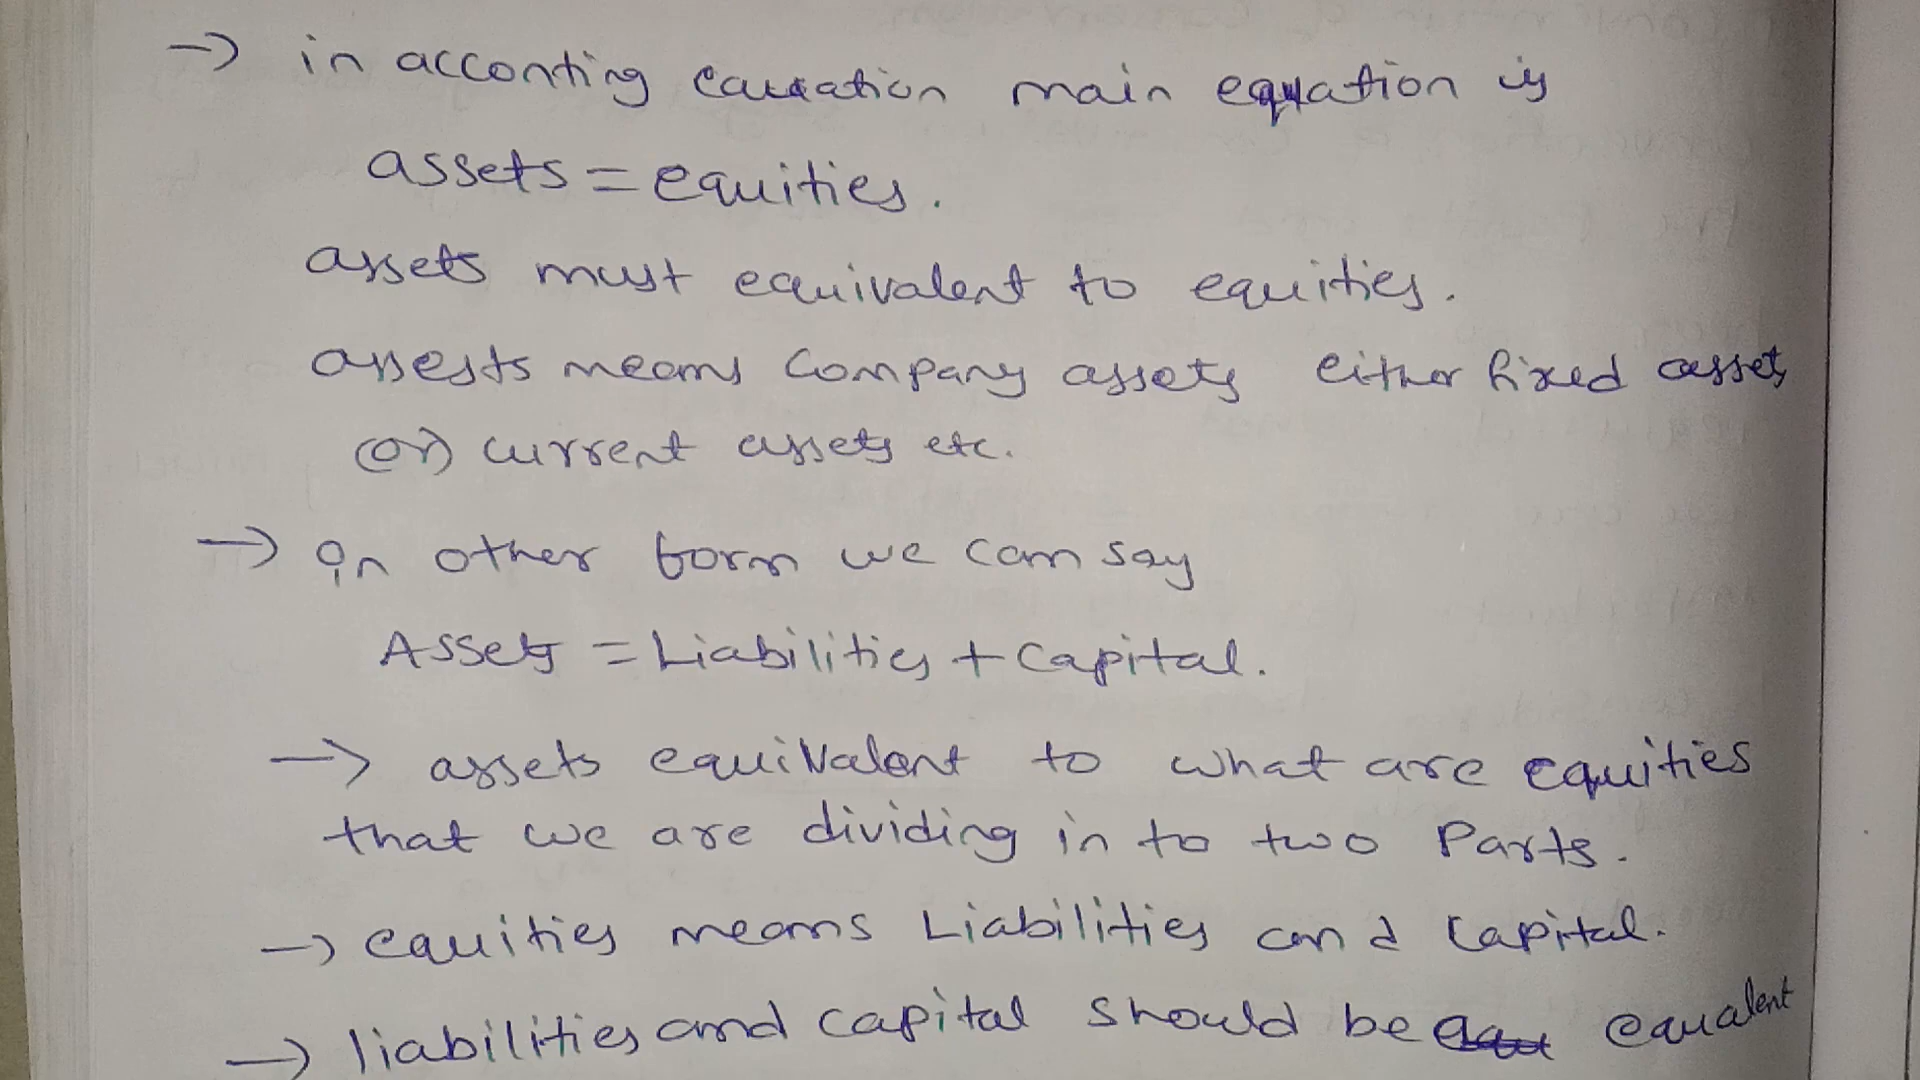 → in acconting equation main equation is
assets = equities.
assets must equivalent to equities.
assests means Company assets either fixed assets
(or) current assets etc.
→ In other form we can say
Assets = Liabilities + Capital.
→ assets equivalent to what are equities
that we are dividing in to two Parts.
→ equities means Liabilities and Capital.
→ liabilities and capital should be equalent